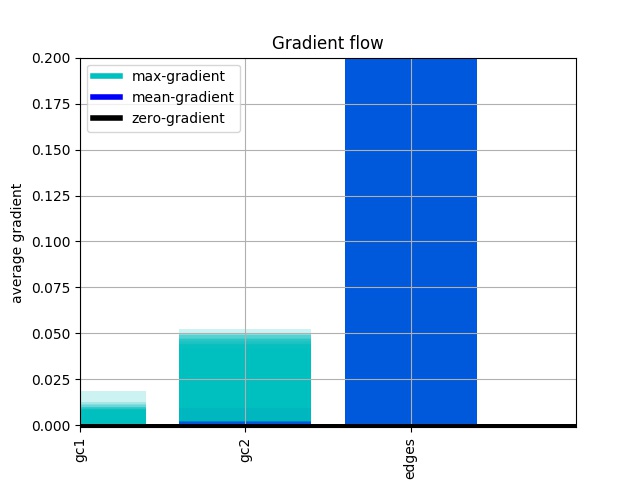 Gradient flow
max-gradient
mean-gradient
zero-gradient
average gradient
0.200
0.175
0.150
0.125
0.100
0.075
0.050
0.025
0.000
gc1
gc2
edges